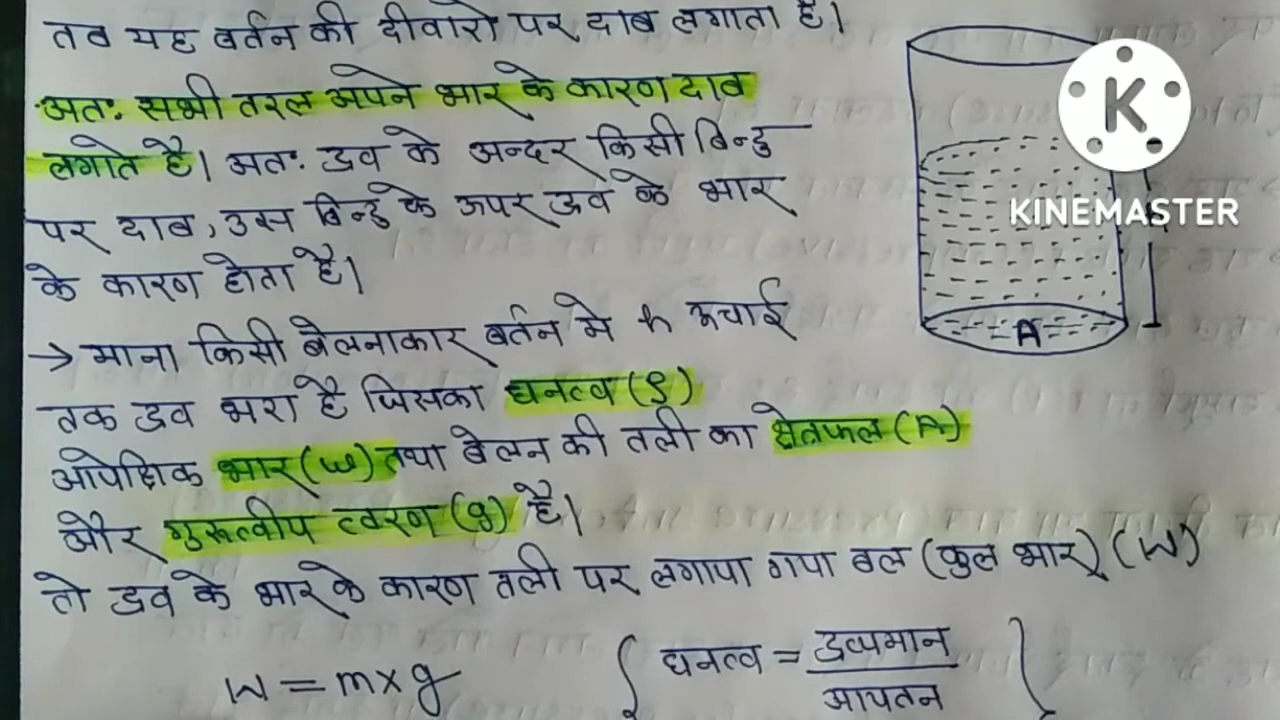 तब यह बर्तन की दीवारो पर दाब लगाता है।
अतः सभी तरल अपने भार के कारण दाब
लगाते है। अतः द्रव के अन्दर किसी बिन्दु
पर दाब, उस बिन्दु के ऊपर द्रव के भार
के कारण होता है।
→ माना किसी बेलनाकार बर्तन मे h ऊचाई
तक द्रव भरा है जिसका घनत्व (ρ)
आपेक्षिक भार (w) तथा बेलन की तली का क्षेत्रफल (A)
और गुरुत्वीय त्वरण (g) है।
तो द्रव के भार के कारण तली पर लगाया गया बल (कुल भार) (W)
W = m×g { घनत्व = द्रव्यमान / आयतन }
A
K
KINEMASTER